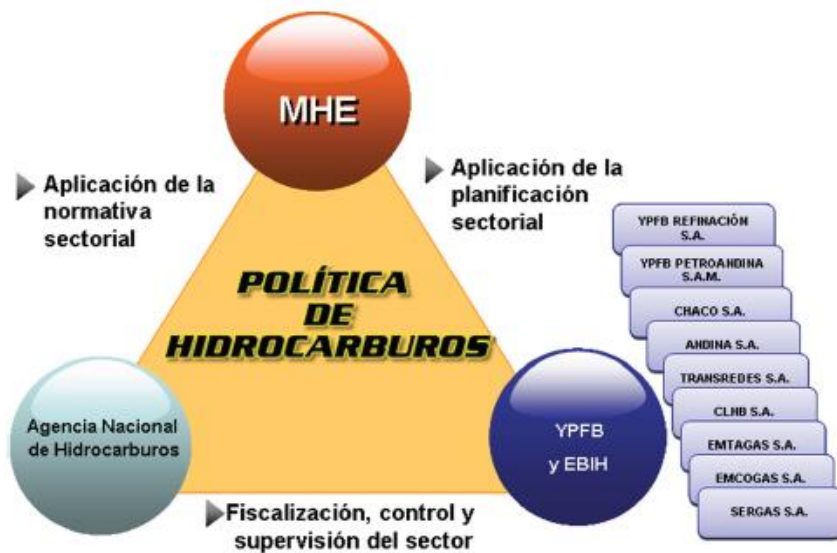 MHE
Aplicación de la
normativa
sectorial
Aplicación de la
planificación
sectorial
POLÍTICA
DE
HIDROCARBUROS
Agencia Nacional
de Hidrocarburos
YPFB
y EBIH
Fiscalización, control y
supervisión del sector
YPFB REFINACIÓN
S.A.
YPFB PETROANDINA
S.A.M.
CHACO S.A.
ANDINA S.A.
TRANSREDES S.A.
CLHB S.A.
EMTAGAS S.A.
EMCOGAS S.A.
SERGAS S.A.